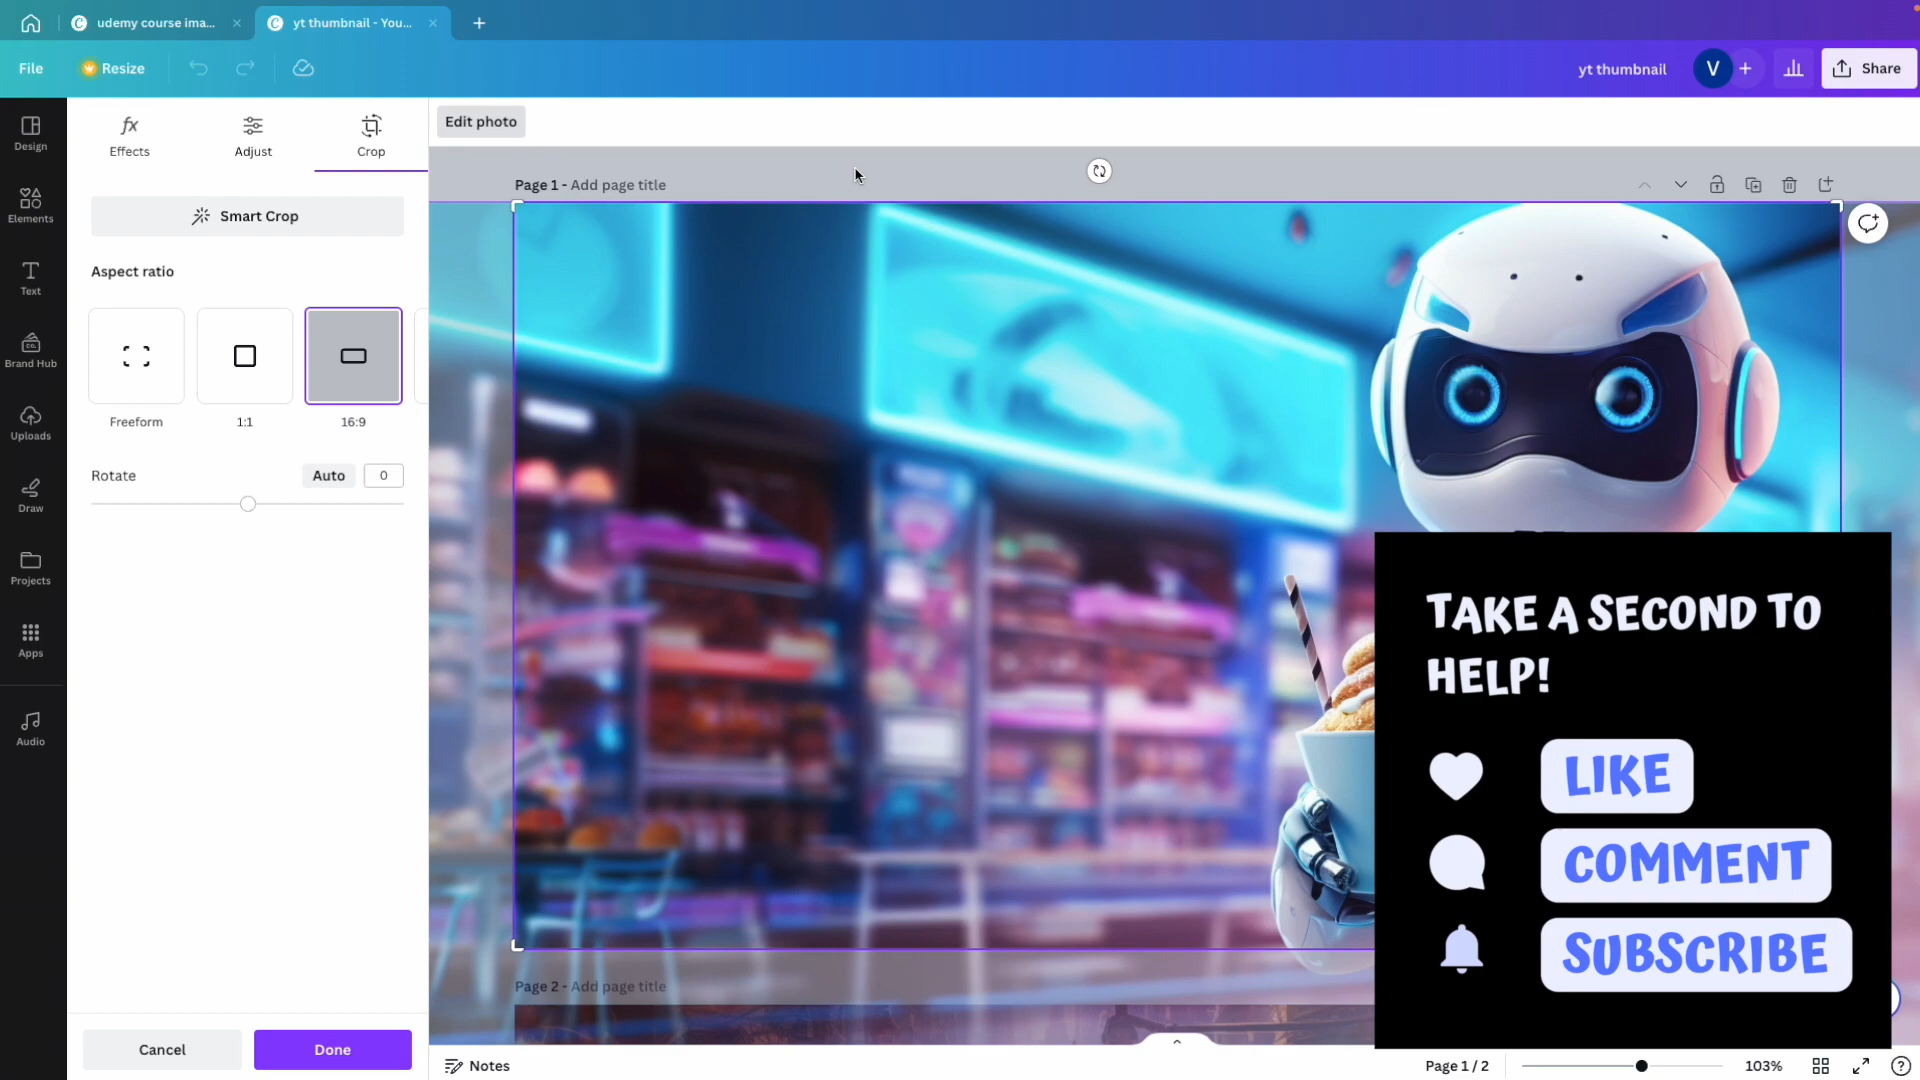 udemy course ima...
yt thumbnail - You...
File
Resize
yt thumbnail
V
Share
Design
Elements
Text
Brand Hub
CO.
Uploads
Draw
Projects
Apps
Audio
Effects
Adjust
Crop
Smart Crop
Aspect ratio
Freeform
1:1
16:9
Rotate
Auto
0
Cancel
Done
Edit photo
Page 1 - Add page title
TAKE A SECOND TO
HELP!
LIKE
COMMENT
SUBSCRIBE
Page 2 - Add page title
Notes
Page 1 / 2
103%